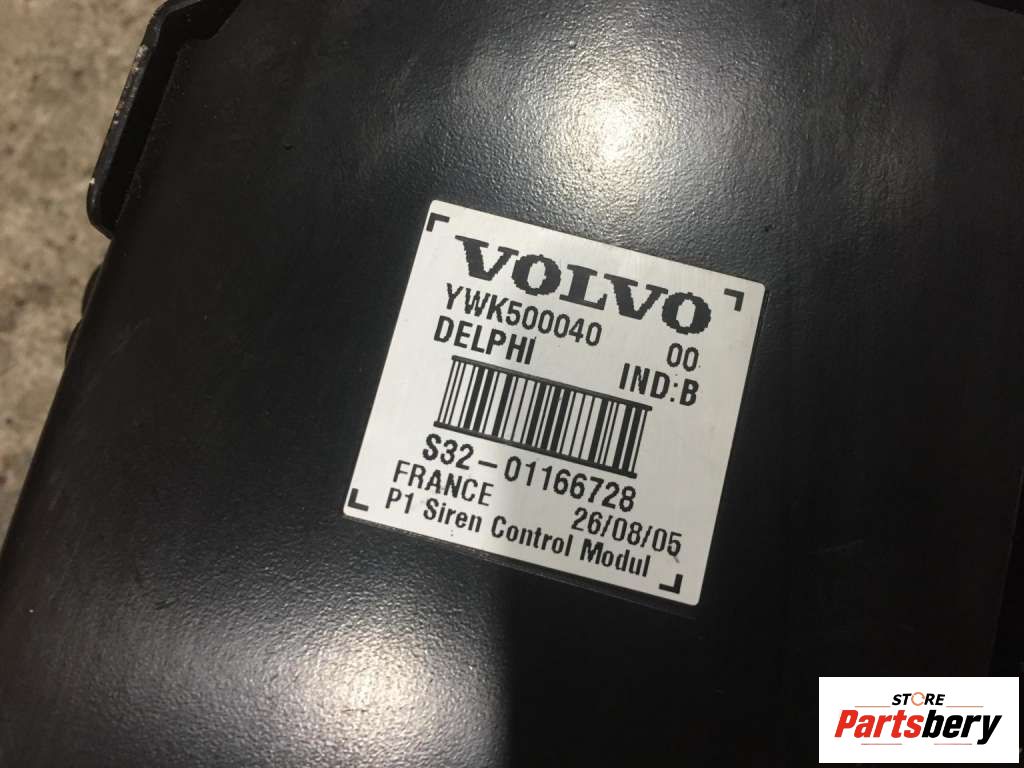 VOLVO
YWK500040 00
DELPHI IND:B
S32-01166728
FRANCE 26/08/05
P1 Siren Control Modul
STORE
Partsbery